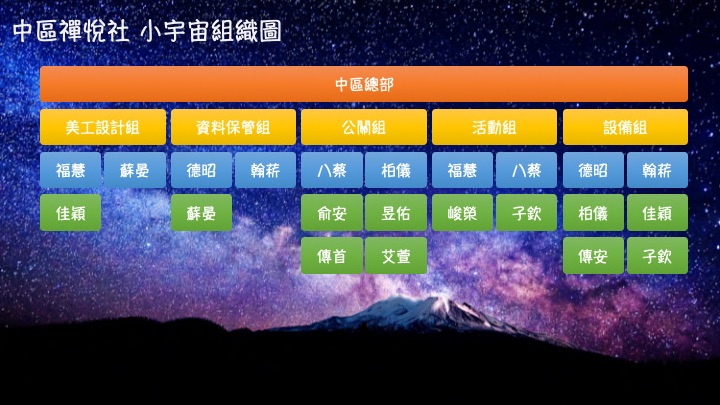 中區禪悅社 小宇宙組織圖
中區總部
美工設計組 資料保管組 公關組 活動組 設備組
福慧 蘇晏 德昭 翰菥 八蔡 柏儀 福慧 八蔡 德昭 翰菥
佳穎 蘇晏 俞安 昱佑 峻榮 子欽 柏儀 佳穎
傳首 艾萱 傳安 子欽